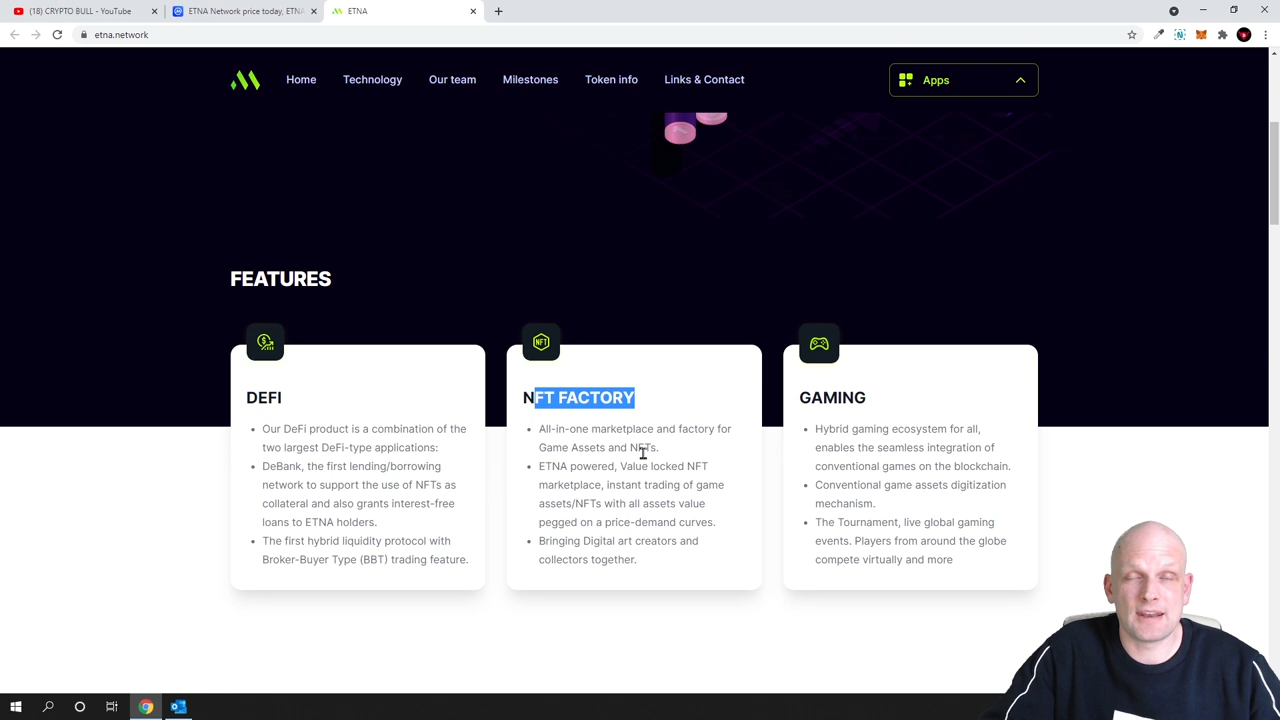 (18) CRYPTO BULL - YouTube
ETNA Network price today, ETNA
ETNA
etna.network
Home
Technology
Our team
Milestones
Token info
Links & Contact
Apps
FEATURES
DEFI
Our DeFi product is a combination of the
two largest DeFi-type applications:
DeBank, the first lending/borrowing
network to support the use of NFTs as
collateral and also grants interest-free
loans to ETNA holders.
The first hybrid liquidity protocol with
Broker-Buyer Type (BBT) trading feature.
NFT
NFT FACTORY
All-in-one marketplace and factory for
Game Assets and NFTs.
ETNA powered, Value locked NFT
marketplace, instant trading of game
assets/NFTs with all assets value
pegged on a price-demand curves.
Bringing Digital art creators and
collectors together.
GAMING
Hybrid gaming ecosystem for all,
enables the seamless integration of
conventional games on the blockchain.
Conventional game assets digitization
mechanism.
The Tournament, live global gaming
events. Players from around the globe
compete virtually and more